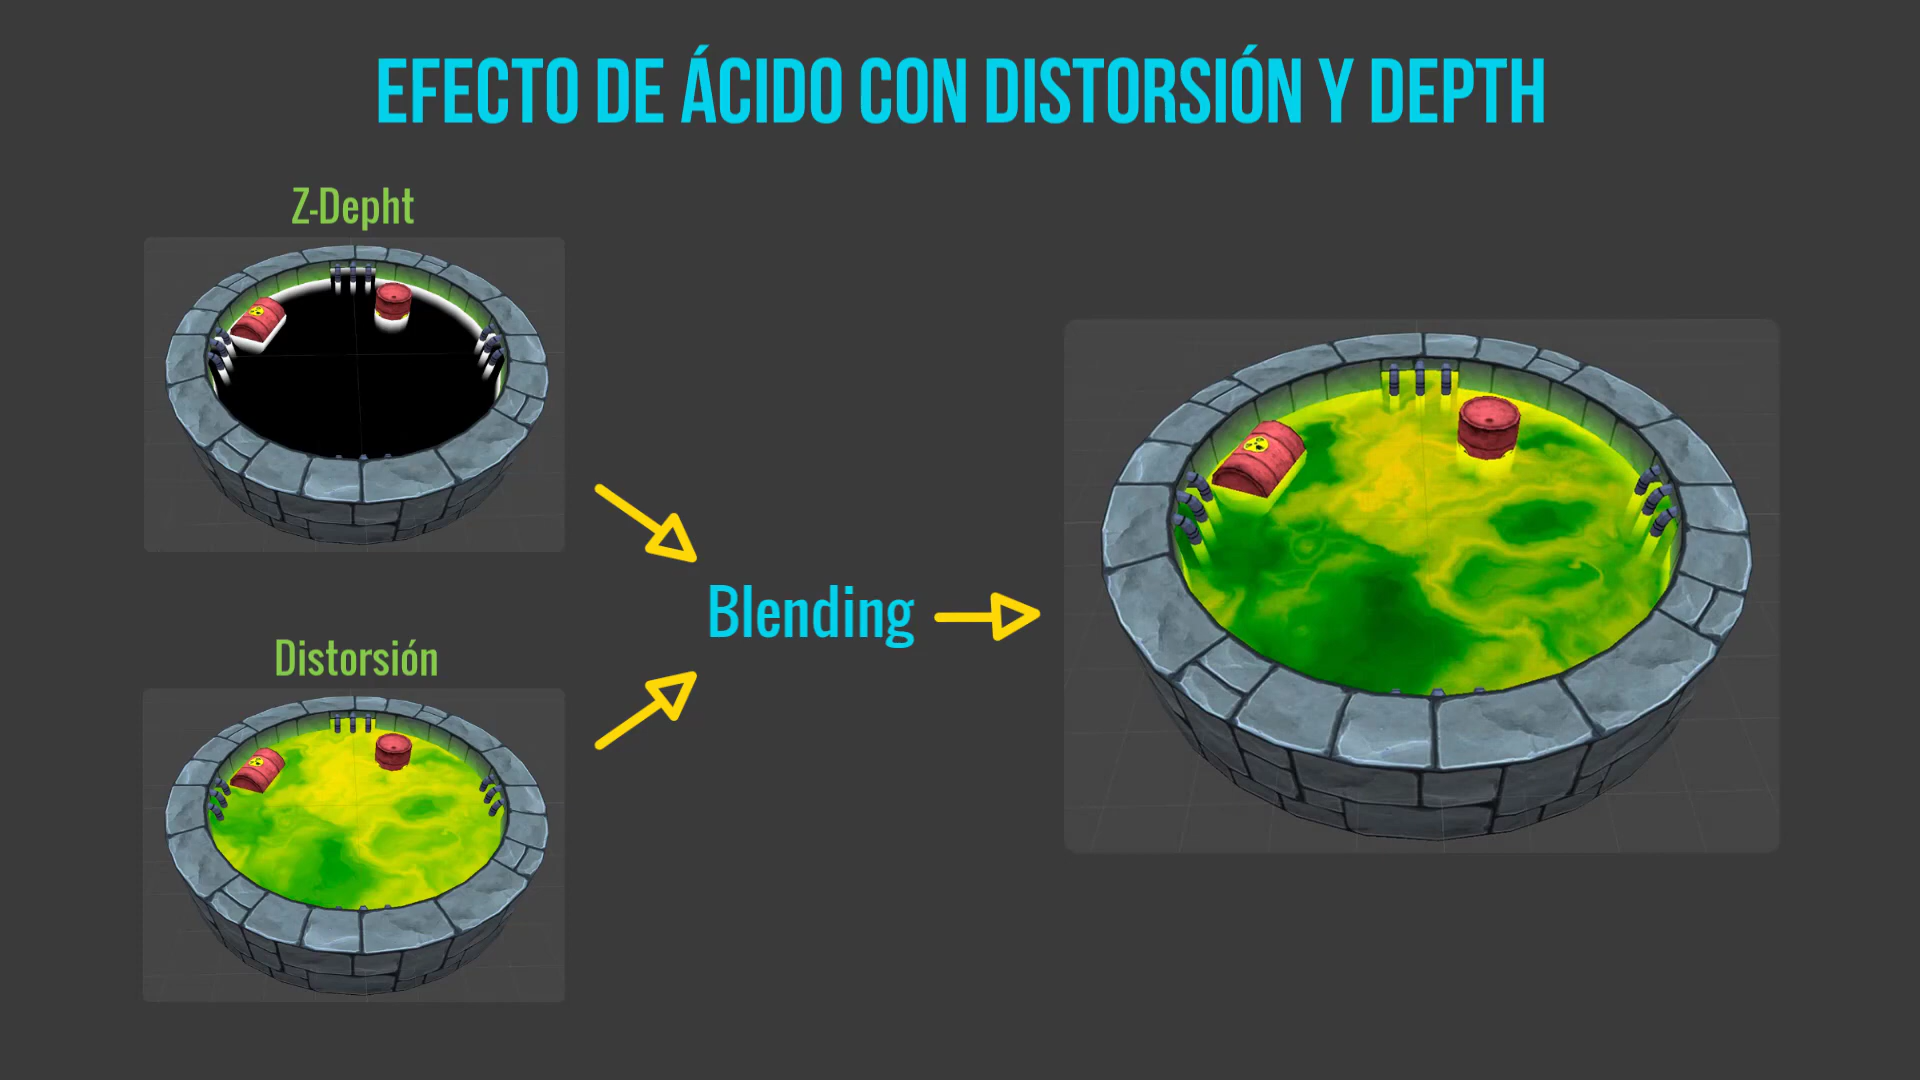 EFECTO DE ÁCIDO CON DISTORSIÓN Y DEPTH
Z-Depht
Blending
Distorsión